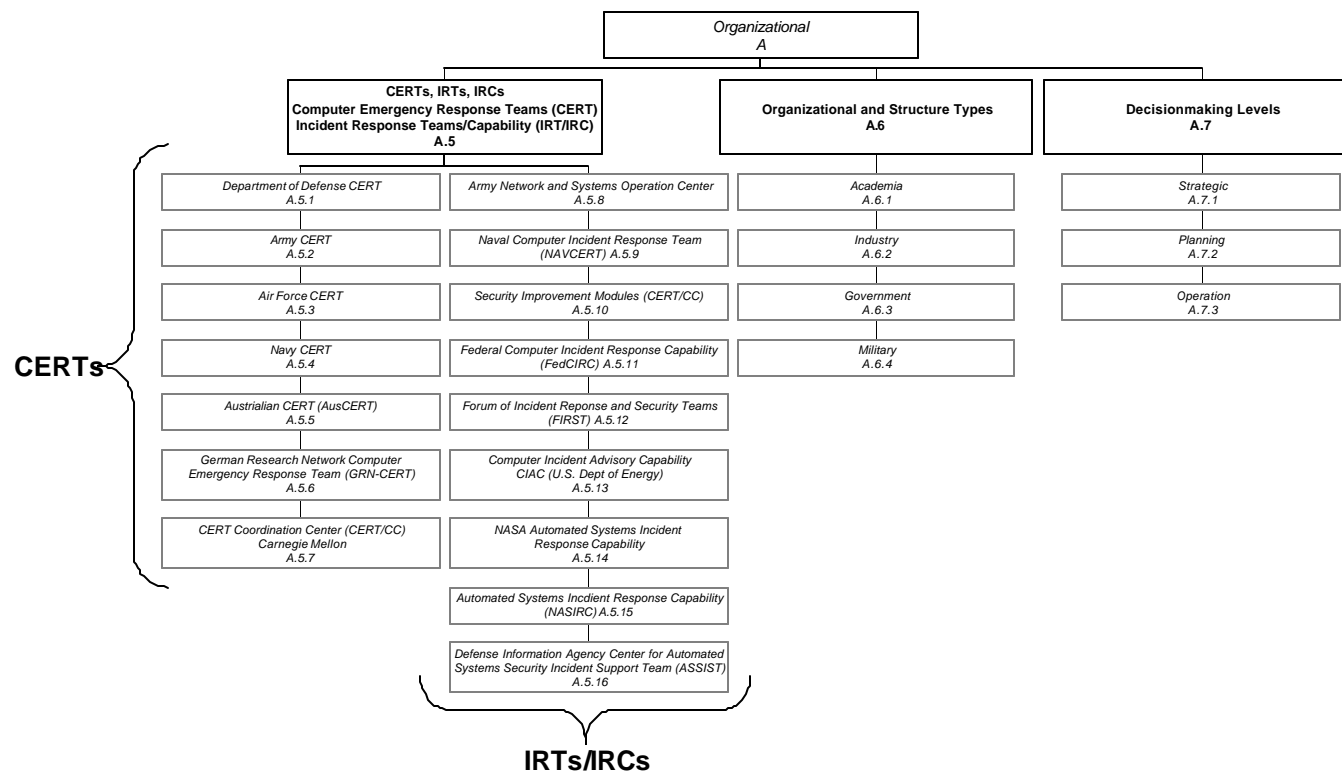 Organizational
A
CERTs, IRTs, IRCs
Computer Emergency Response Teams (CERT)
Incident Response Teams/Capability (IRT/IRC)
A.5
Organizational and Structure Types
A.6
Decisionmaking Levels
A.7
CERTs
Department of Defense CERT
A.5.1
Army CERT
A.5.2
Air Force CERT
A.5.3
Navy CERT
A.5.4
Austrialian CERT (AusCERT)
A.5.5
German Research Network Computer
Emergency Response Team (GRN-CERT)
A.5.6
CERT Coordination Center (CERT/CC)
Carnegie Mellon
A.5.7
Army Network and Systems Operation Center
A.5.8
Naval Computer Incident Response Team
(NAVCERT) A.5.9
Security Improvement Modules (CERT/CC)
A.5.10
Federal Computer Incident Response Capability
(FedCIRC) A.5.11
Forum of Incident Reponse and Security Teams
(FIRST) A.5.12
Computer Incident Advisory Capability
CIAC (U.S. Dept of Energy)
A.5.13
NASA Automated Systems Incident
Response Capability
A.5.14
Automated Systems Incdient Response Capability
(NASIRC) A.5.15
Defense Information Agency Center for Automated
Systems Security Incident Support Team (ASSIST)
A.5.16
IRTs/IRCs
Academia
A.6.1
Industry
A.6.2
Government
A.6.3
Military
A.6.4
Strategic
A.7.1
Planning
A.7.2
Operation
A.7.3